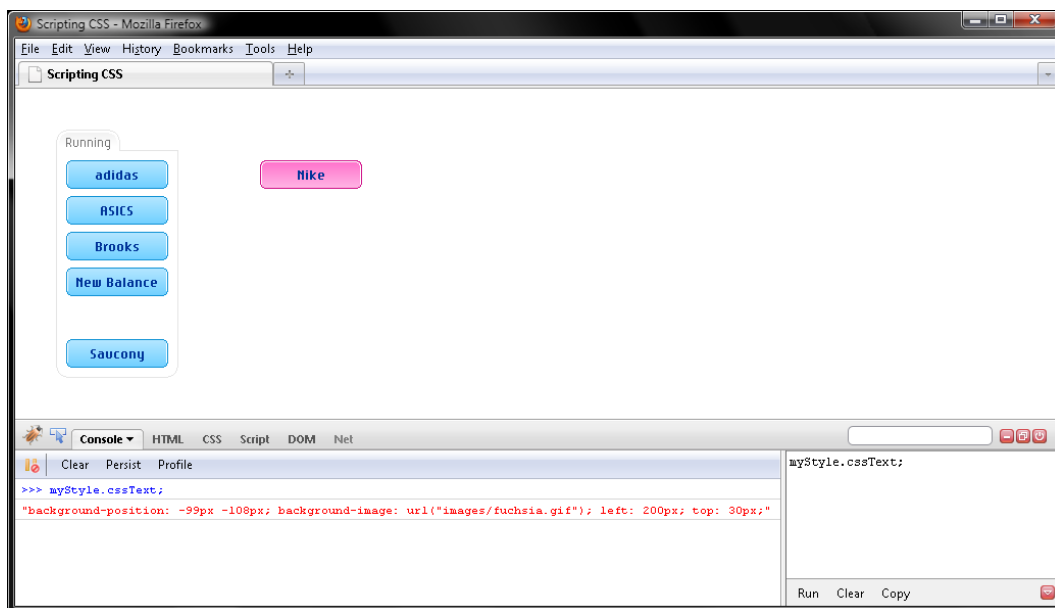 Scripting CSS - Mozilla Firefox
File Edit View History Bookmarks Tools Help
Scripting CSS
Running
adidas
Nike
ASICS
Brooks
New Balance
Saucony
Console HTML CSS Script DOM Net
Clear Persist Profile
>>> myStyle.cssText;
"background-position: -99px -108px; background-image: url("images/fuchsia.gif"); left: 200px; top: 30px;"
myStyle.cssText;
Run Clear Copy